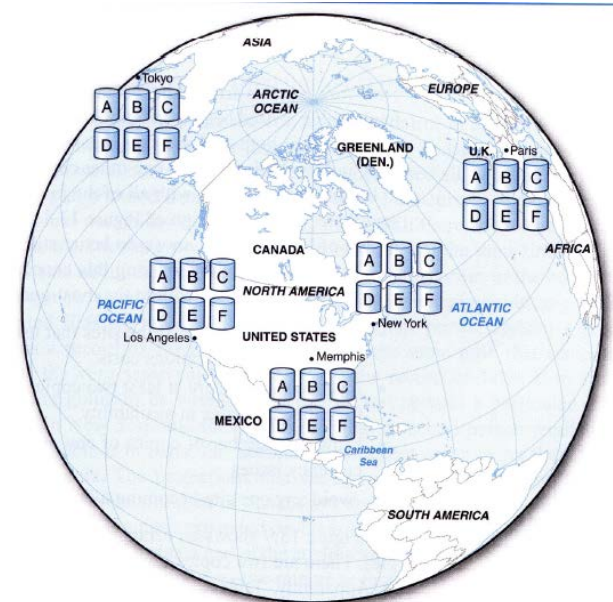 ASIA
Tokyo
A B C
D E F
ARCTIC
OCEAN
EUROPE
GREENLAND
(DEN.)
U.K.
Paris
A B C
D E F
AFRICA
CANADA
A B C
D E F
NORTH AMERICA
A B C
D E F
PACIFIC
OCEAN
ATLANTIC
OCEAN
Los Angeles
UNITED STATES
New York
Memphis
A B C
D E F
MEXICO
Caribbean
Sea
SOUTH AMERICA